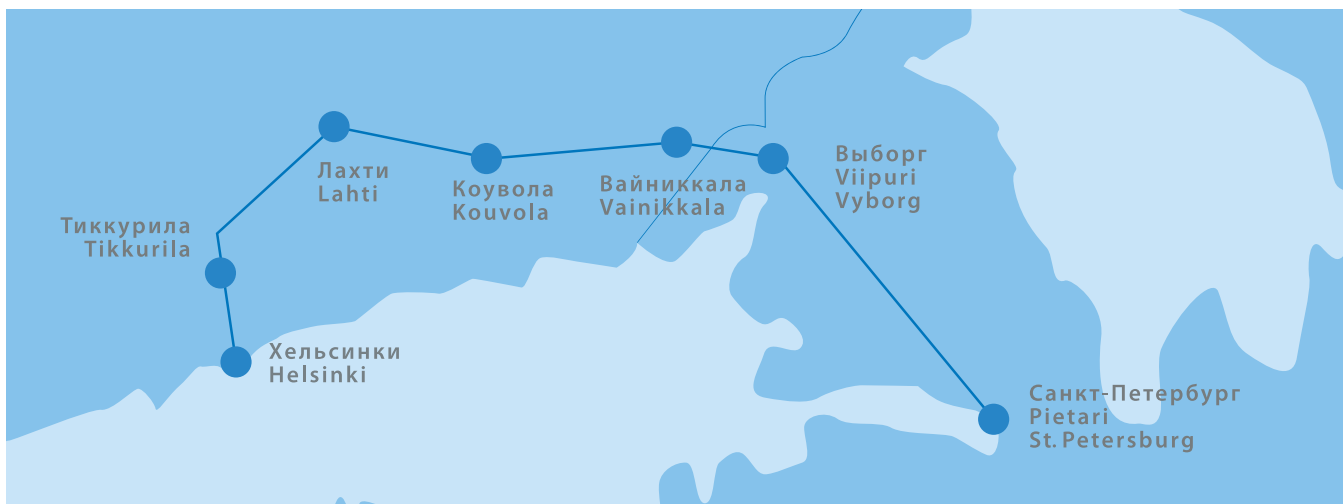 Лахти
Lahti
Коувола
Kouvola
Вайниккала
Vainikkala
Выборг
Viipuri
Vyborg
Тиккурила
Tikkurila
Хельсинки
Helsinki
Санкт-Петербург
Pietari
St. Petersburg